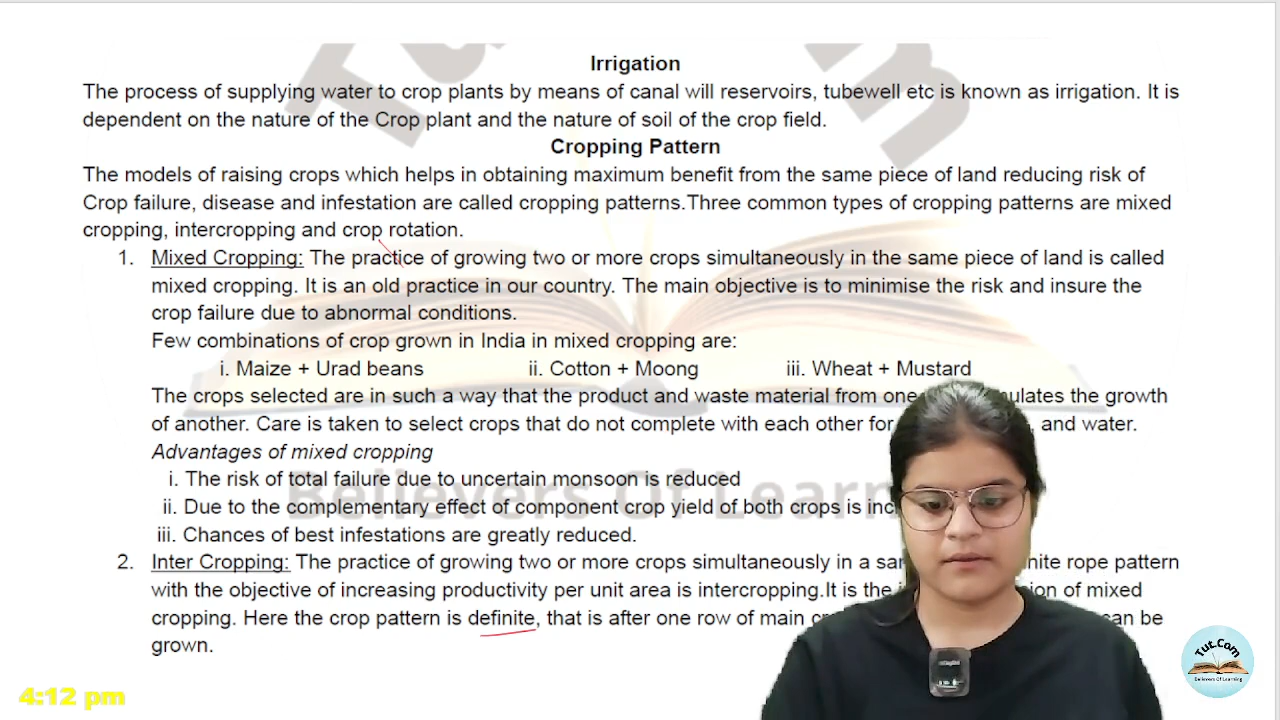 Irrigation
The process of supplying water to crop plants by means of canal will reservoirs, tubewell etc is known as irrigation. It is
dependent on the nature of the Crop plant and the nature of soil of the crop field.
Cropping Pattern
The models of raising crops which helps in obtaining maximum benefit from the same piece of land reducing risk of
Crop failure, disease and infestation are called cropping patterns.Three common types of cropping patterns are mixed
cropping, intercropping and crop rotation.
1. Mixed Cropping: The practice of growing two or more crops simultaneously in the same piece of land is called
mixed cropping. It is an old practice in our country. The main objective is to minimise the risk and insure the
crop failure due to abnormal conditions.
Few combinations of crop grown in India in mixed cropping are:
i. Maize + Urad beans ii. Cotton + Moong iii. Wheat + Mustard
The crops selected are in such a way that the product and waste material from one ulates the growth
of another. Care is taken to select crops that do not complete with each other for , and water.
Advantages of mixed cropping
i. The risk of total failure due to uncertain monsoon is reduced
ii. Due to the complementary effect of component crop yield of both crops is inc
iii. Chances of best infestations are greatly reduced.
2. Inter Cropping: The practice of growing two or more crops simultaneously in a nite rope pattern
with the objective of increasing productivity per unit area is intercropping.It is the ion of mixed
cropping. Here the crop pattern is definite, that is after one row of main can be
grown.
Believers Of Learn
Tut.Com
Believers Of Learning
4:12 pm